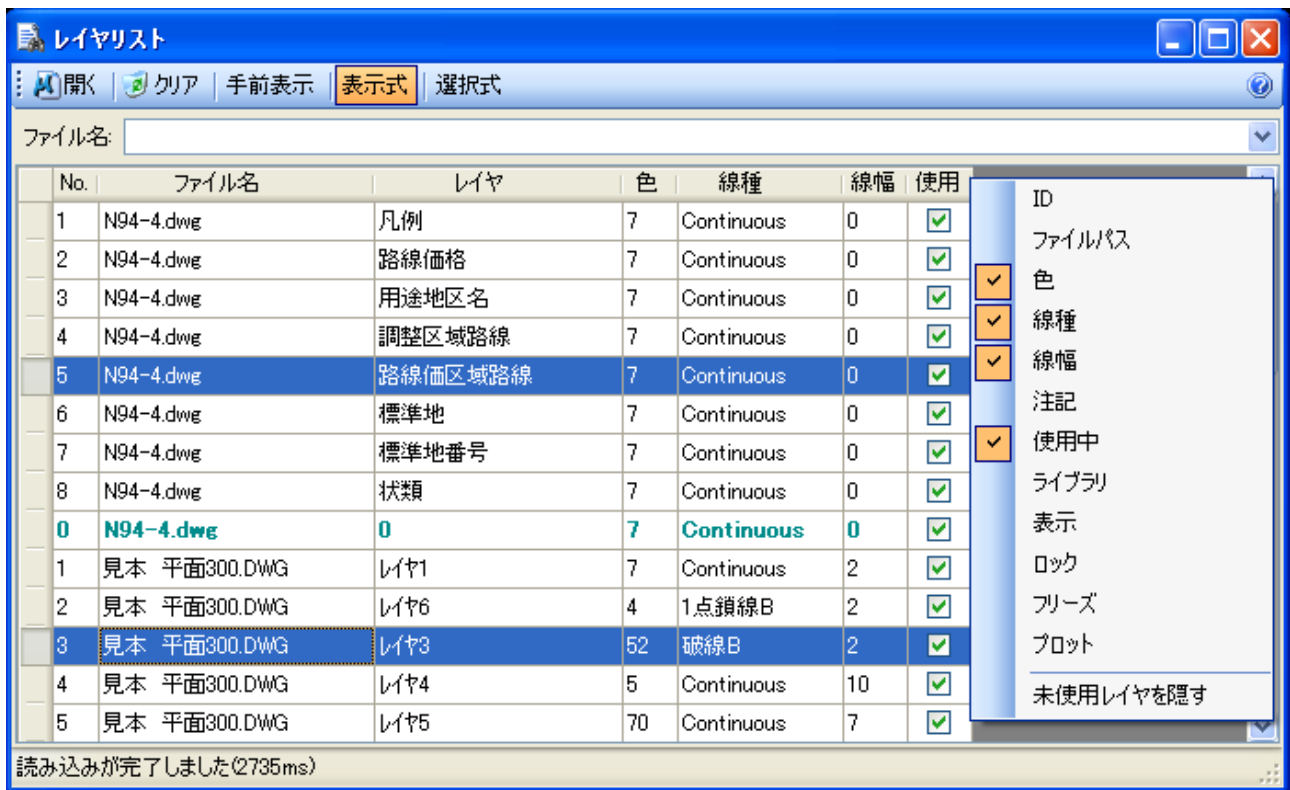 レイヤリスト
開く クリア 手前表示 表示式 選択式
ファイル名:
No. ファイル名 レイヤ 色 線種 線幅 使用
1 N94-4.dwg 凡例 7 Continuous 0
2 N94-4.dwg 路線価格 7 Continuous 0
3 N94-4.dwg 用途地区名 7 Continuous 0
4 N94-4.dwg 調整区域路線 7 Continuous 0
5 N94-4.dwg 路線価区域路線 7 Continuous 0
6 N94-4.dwg 標準地 7 Continuous 0
7 N94-4.dwg 標準地番号 7 Continuous 0
8 N94-4.dwg 状類 7 Continuous 0
0 N94-4.dwg 0 7 Continuous 0
1 見本 平面300.DWG レイヤ1 7 Continuous 2
2 見本 平面300.DWG レイヤ6 4 1点鎖線B 2
3 見本 平面300.DWG レイヤ3 52 破線B 2
4 見本 平面300.DWG レイヤ4 5 Continuous 10
5 見本 平面300.DWG レイヤ5 70 Continuous 7
ID
ファイルパス
色
線種
線幅
注記
使用中
ライブラリ
表示
ロック
フリーズ
プロット
未使用レイヤを隠す
読み込みが完了しました(2735ms)